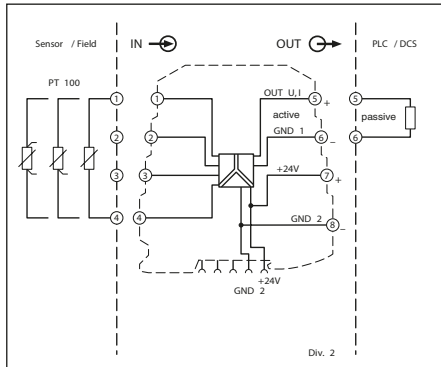 Sensor / Field
IN
OUT
PLC / DCS
PT 100
OUT U, I
1
1
5
+
5
active
passive
2
2
GND 1
6
–
6
3
3
+24V
7
+
4
4
GND 2
8
–
+24V
GND 2
Div. 2